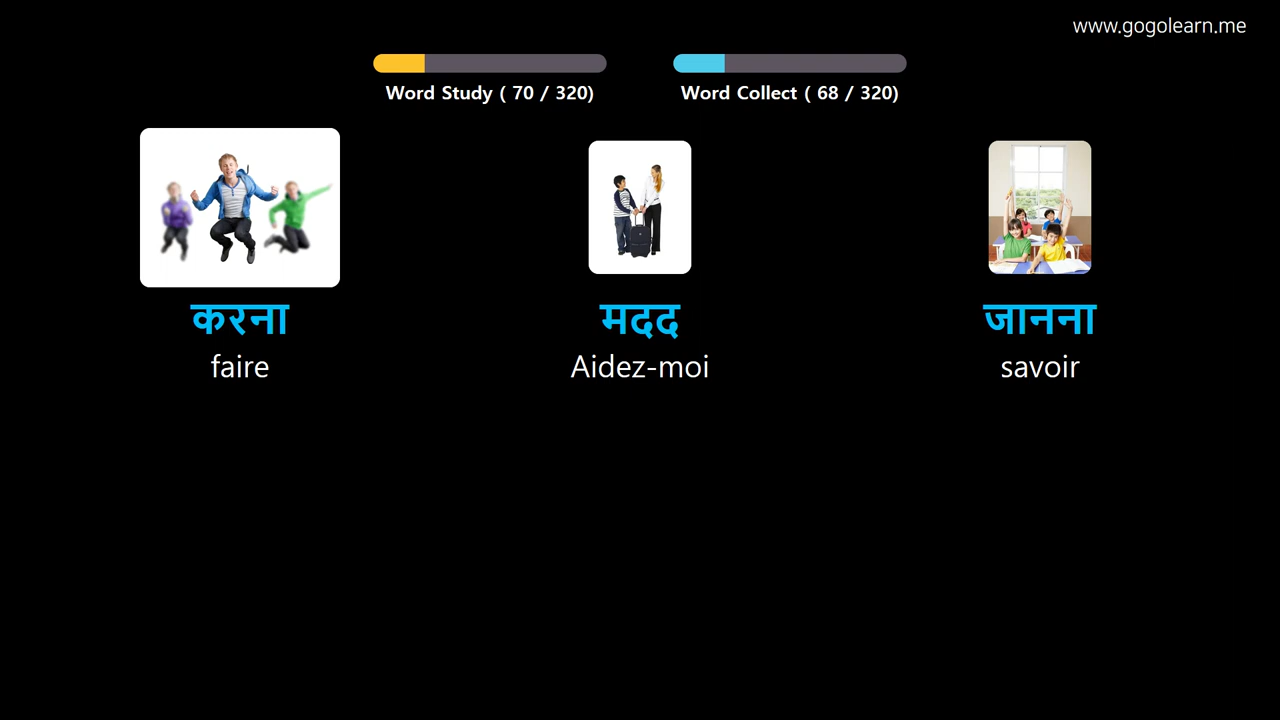 www.gogolearn.me
Word Study ( 70 / 320)
Word Collect ( 68 / 320)
करना
मदद
जानना
faire
Aidez-moi
savoir